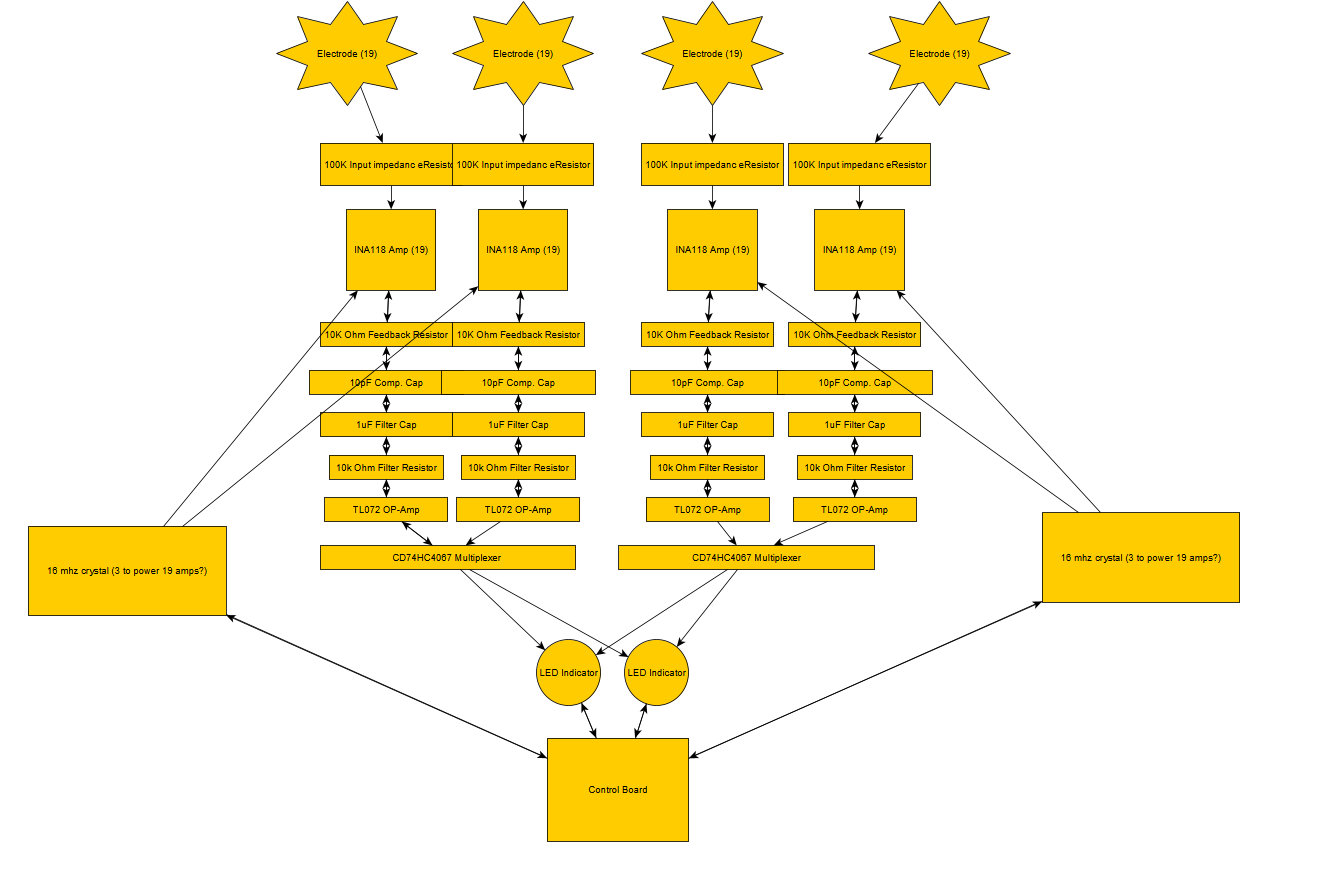 Electrode (19)
Electrode (19)
Electrode (19)
Electrode (19)
100K Input impedanc eResistor
100K Input impedanc eResistor
100K Input impedanc eResistor
100K Input impedanc eResistor
INA118 Amp (19)
INA118 Amp (19)
INA118 Amp (19)
INA118 Amp (19)
10K Ohm Feedback Resistor
10K Ohm Feedback Resistor
10K Ohm Feedback Resistor
10K Ohm Feedback Resistor
10pF Comp. Cap
10pF Comp. Cap
10pF Comp. Cap
10pF Comp. Cap
1uF Filter Cap
1uF Filter Cap
1uF Filter Cap
1uF Filter Cap
10k Ohm Filter Resistor
10k Ohm Filter Resistor
10k Ohm Filter Resistor
10k Ohm Filter Resistor
TL072 OP-Amp
TL072 OP-Amp
TL072 OP-Amp
TL072 OP-Amp
CD74HC4067 Multiplexer
CD74HC4067 Multiplexer
16 mhz crystal (3 to power 19 amps?)
16 mhz crystal (3 to power 19 amps?)
LED Indicator
LED Indicator
Control Board